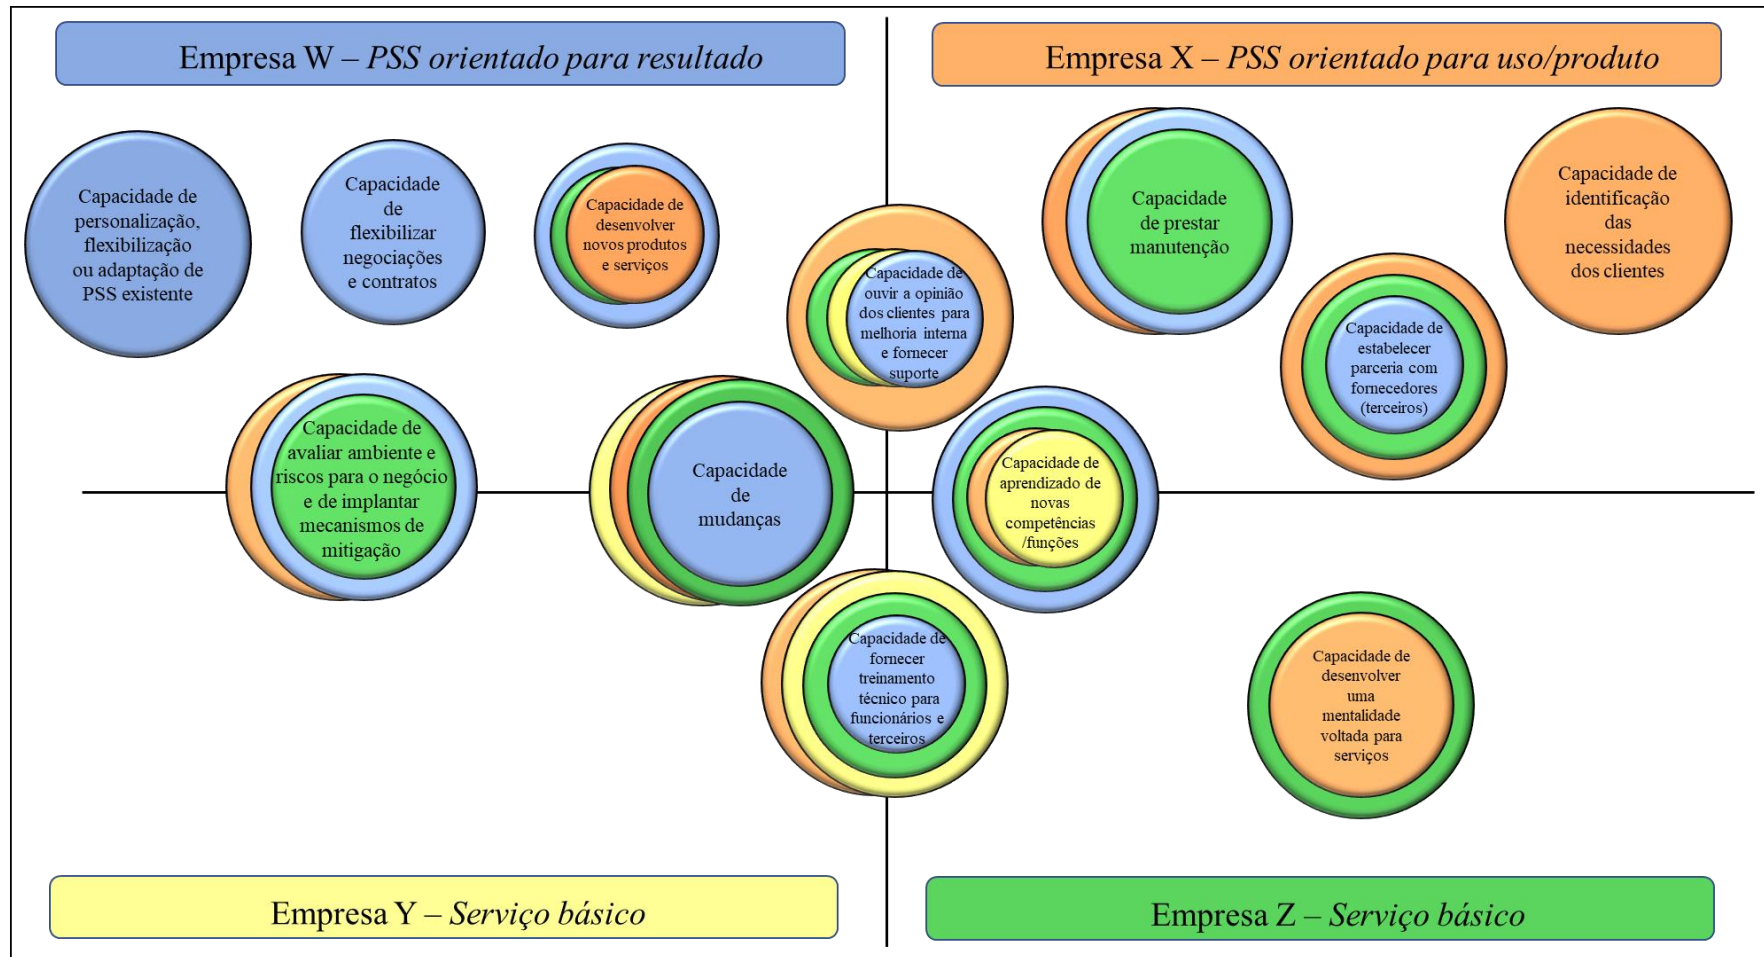 Empresa W – PSS orientado para resultado
Empresa X – PSS orientado para uso/produto
Capacidade de
personalização,
flexibilização
ou adaptação de
PSS existente
Capacidade
de
flexibilizar
negociações
e contratos
Capacidade de
desenvolver
novos produtos
e serviços
Capacidade de
ouvir a opinião
dos clientes para
melhoria interna
e fornecer
suporte
Capacidade
de prestar
manutenção
Capacidade de
estabelecer
parceria com
fornecedores
(terceiros)
Capacidade de
identificação
das
necessidades
dos clientes
Capacidade de
avaliar ambiente e
riscos para o negócio
e de implantar
mecanismos de
mitigação
Capacidade
de
mudanças
Capacidade de
aprendizado de
novas
competências
/funções
Capacidade de
fornecer
treinamento
técnico para
funcionários e
terceiros
Capacidade de
desenvolver
uma
mentalidade
voltada para
serviços
Empresa Y – Serviço básico
Empresa Z – Serviço básico